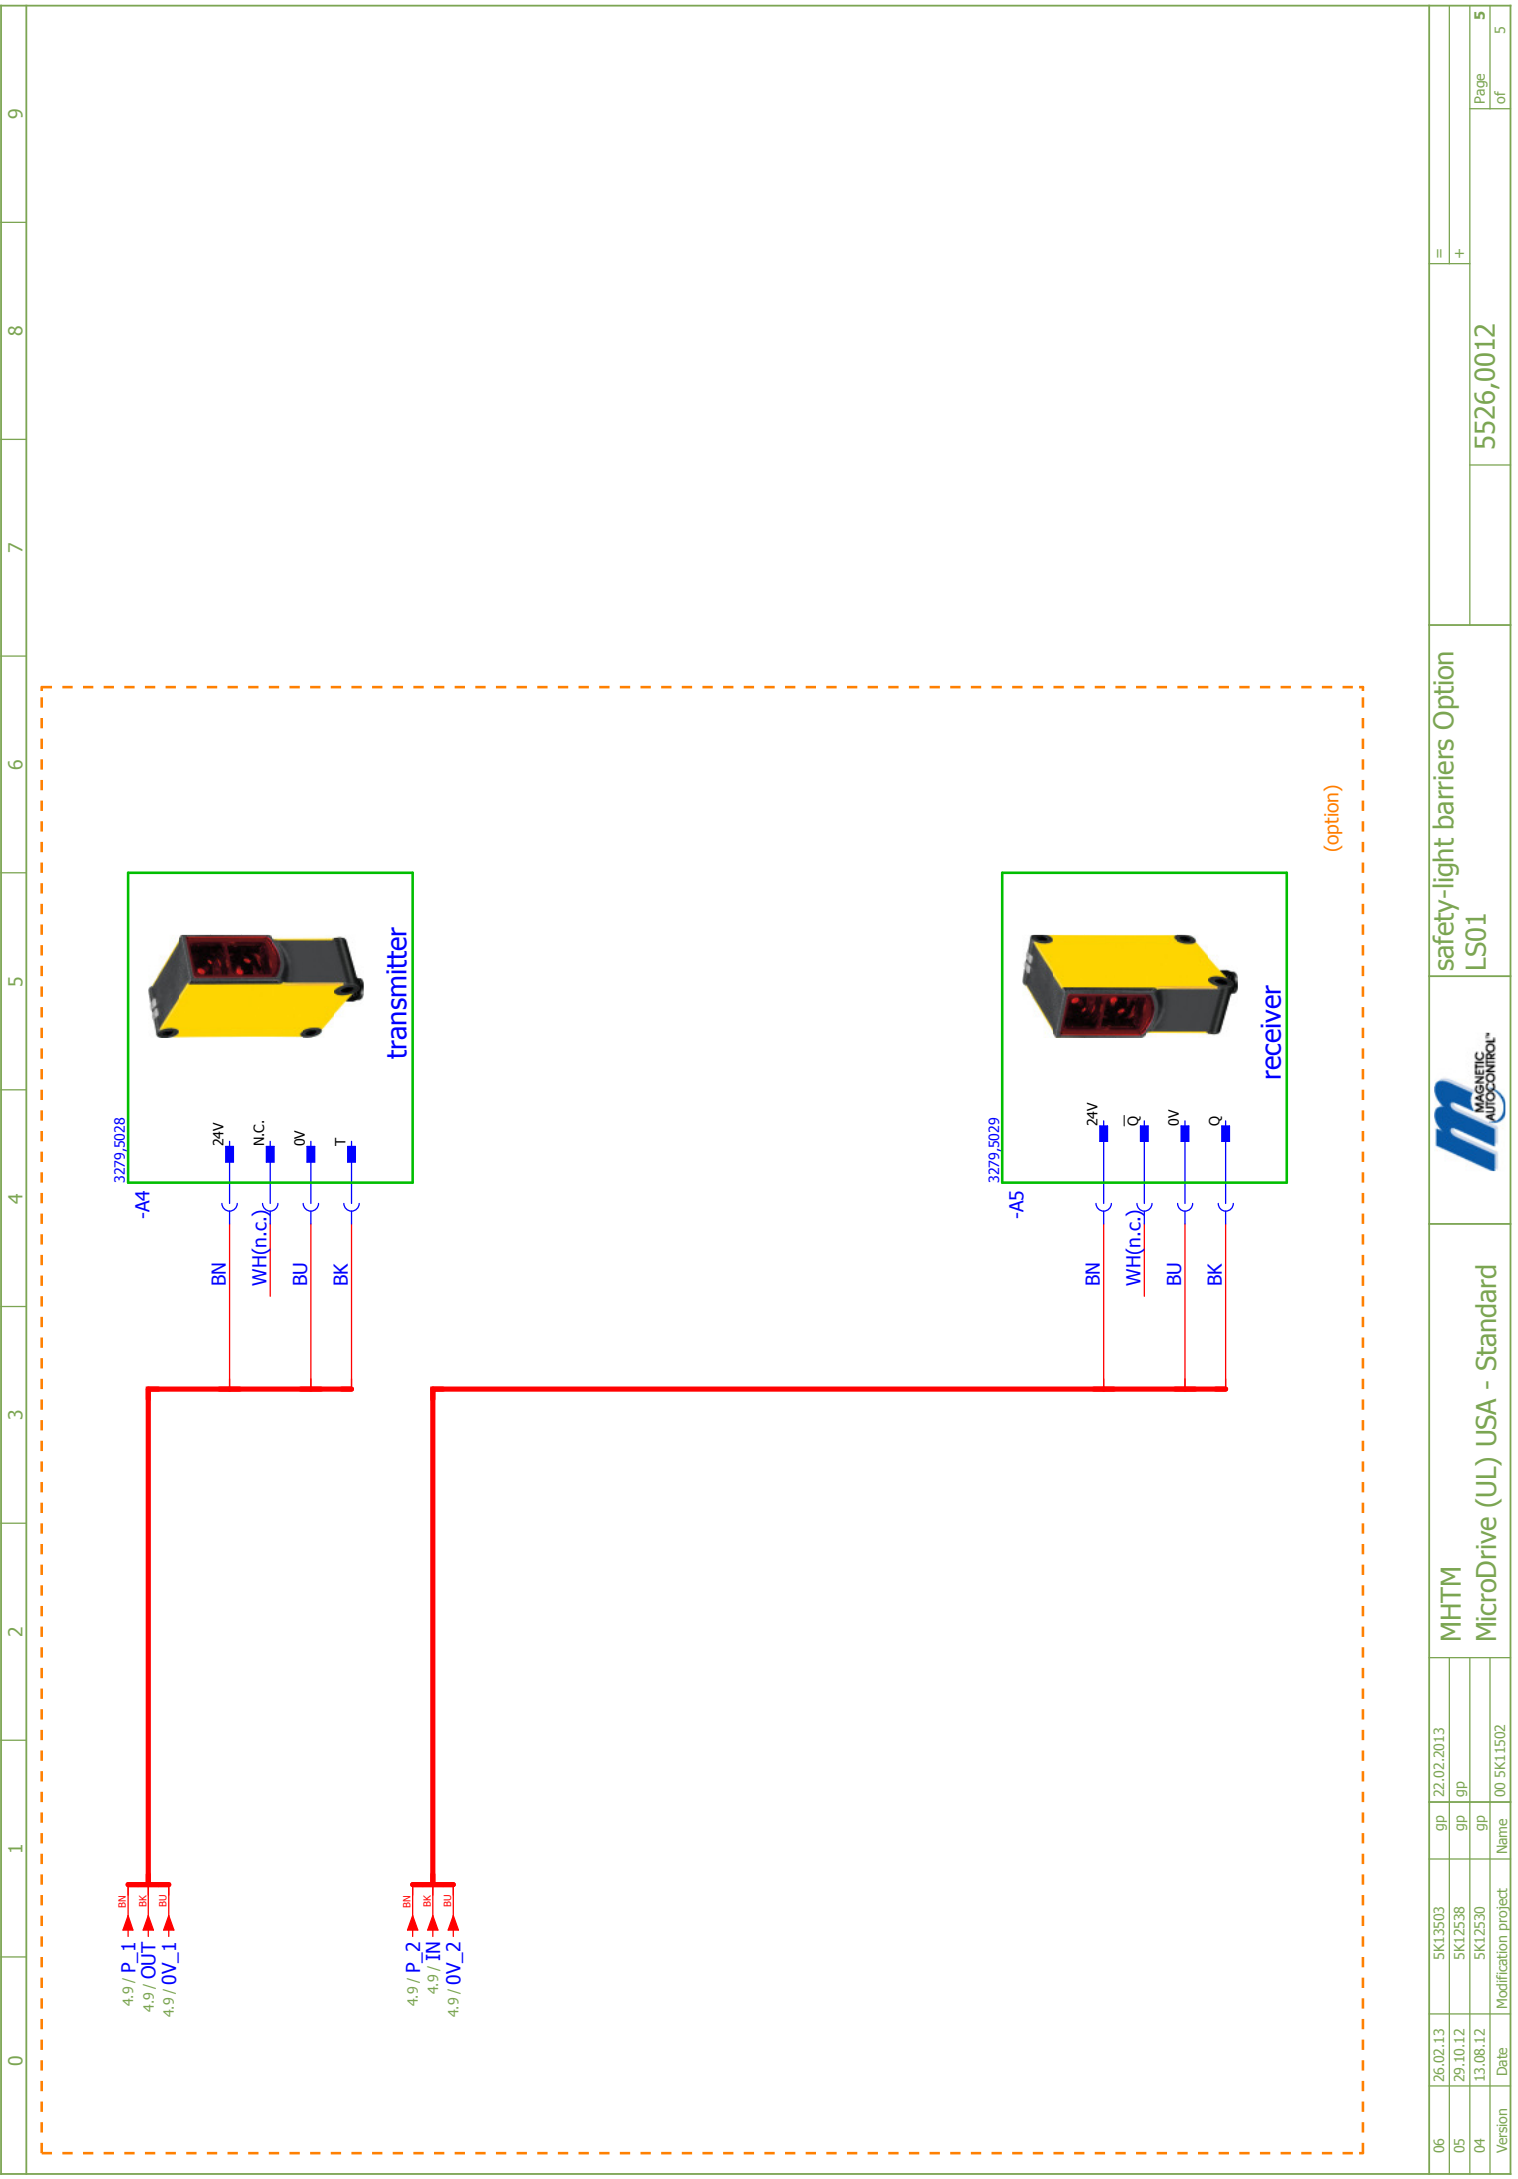 0 1 2 3 4 5 6 7 8 9
4.9 / P_1 BN
4.9 / OUT BK
4.9 / 0V_1 BU
3279,5028
-A4
BN 24V
WH(n.c.) N.C.
BU 0V
BK T
transmitter
4.9 / P_2 BN
4.9 / IN BK
4.9 / 0V_2 BU
3279,5029
-A5
BN 24V
WH(n.c.) Q
BU 0V
BK Q
receiver
(option)
06 26.02.13 5K13503 gp 22.02.2013
05 29.10.12 5K12538 gp gp
04 13.08.12 5K12530 gp
Version Date Modification project Name 00 5K11502
MHTM
MicroDrive (UL) USA - Standard
m
MAGNETIC
AUTOCONTROL™
safety-light barriers Option
LS01
=
+
5526,0012
Page 5
of 5